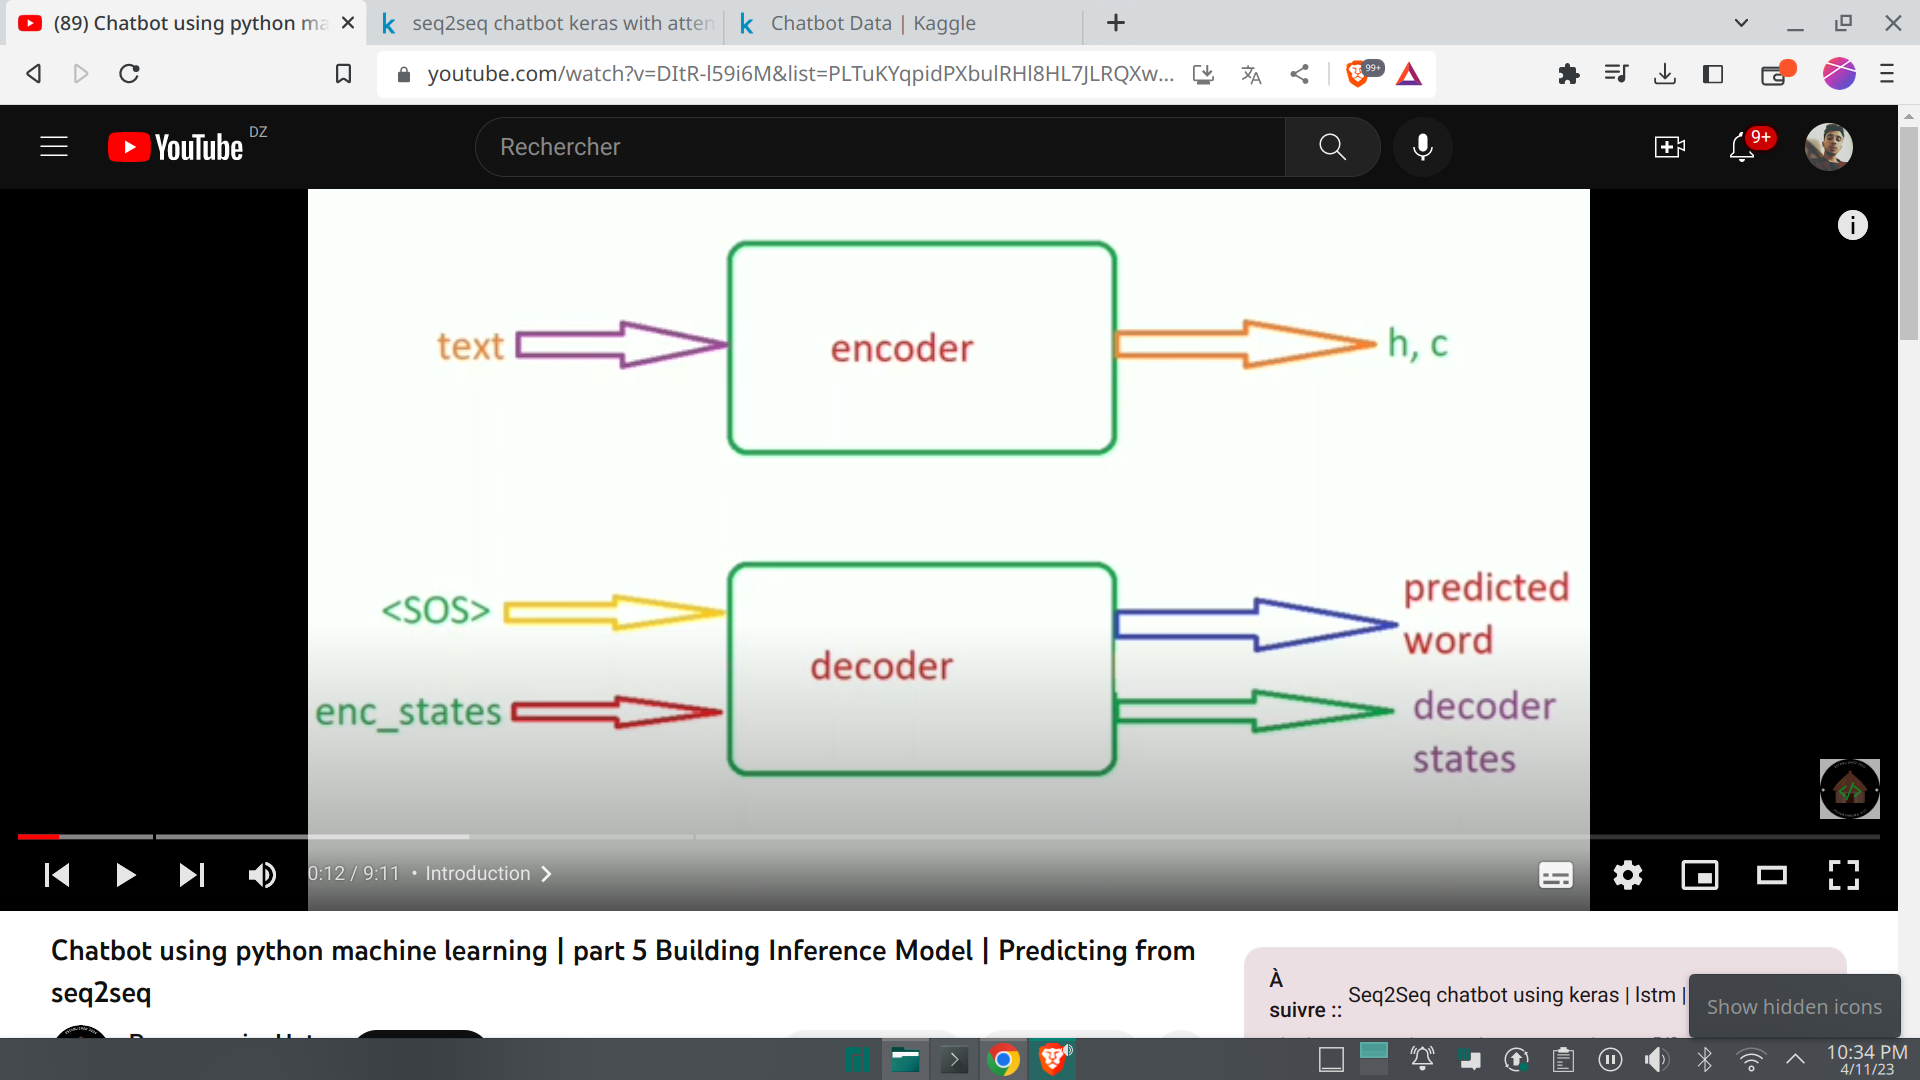 (89) Chatbot using python ma
seq2seq chatbot keras with atten
Chatbot Data | Kaggle
youtube.com/watch?v=DItR-l59i6M&list=PLTuKYqpidPXbulRHl8HL7JLRQXw...
99+
YouTube DZ
Rechercher
9+
text
encoder
h, c
<SOS>
enc_states
decoder
predicted
word
decoder
states
0:12 / 9:11 • Introduction
Chatbot using python machine learning | part 5 Building Inference Model | Predicting from
seq2seq
À
suivre :: Seq2Seq chatbot using keras | lstm |
Show hidden icons
10:34 PM
4/11/23